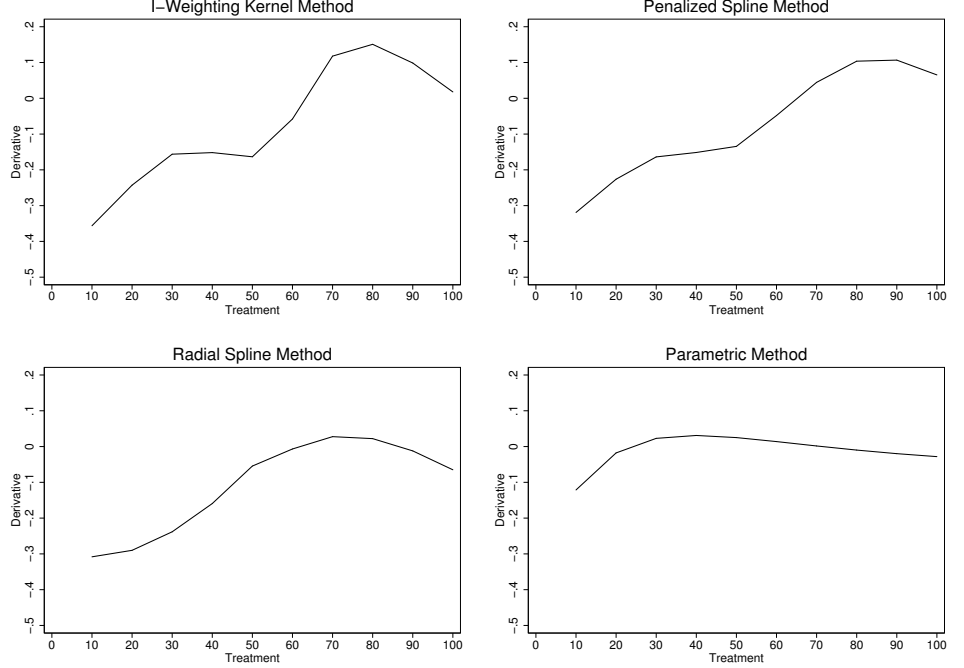 I−Weighting Kernel Method
Derivative
.2
.1
0
−.1
−.2
−.3
−.4
−.5
0 10 20 30 40 50 60 70 80 90 100
Treatment
Penalized Spline Method
Derivative
.2
.1
0
−.1
−.2
−.3
−.4
−.5
0 10 20 30 40 50 60 70 80 90 100
Treatment
Radial Spline Method
Derivative
.2
.1
0
−.1
−.2
−.3
−.4
−.5
0 10 20 30 40 50 60 70 80 90 100
Treatment
Parametric Method
Derivative
.2
.1
0
−.1
−.2
−.3
−.4
−.5
0 10 20 30 40 50 60 70 80 90 100
Treatment